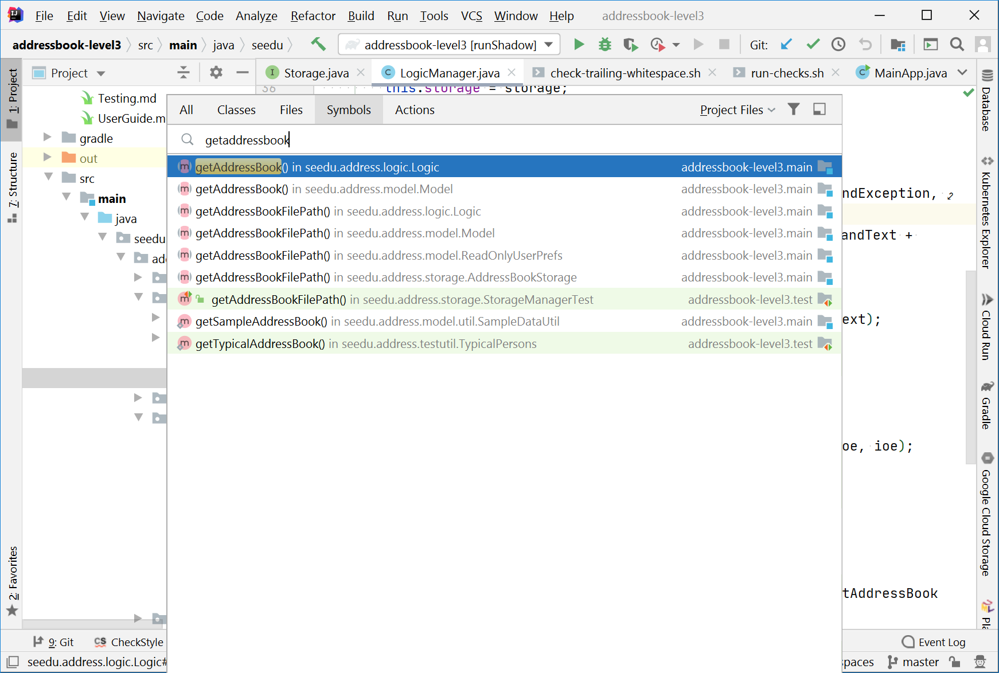 File Edit View Navigate Code Analyze Refactor Build Run Tools VCS Window Help addressbook-level3
addressbook-level3 src main java seedu addressbook-level3 [runShadow] Git:
1: Project
7: Structure
2: Favorites
Project
Storage.java LogicManager.java check-trailing-whitespace.sh run-checks.sh MainApp.java
36 this.storage = storage;
Testing.md
UserGuide.m
gradle
out
src
main
java
seedu
add
All Classes Files Symbols Actions Project Files
getaddressbook
getAddressBook() in seedu.address.logic.Logic addressbook-level3.main
getAddressBook() in seedu.address.model.Model addressbook-level3.main
getAddressBookFilePath() in seedu.address.logic.Logic addressbook-level3.main
getAddressBookFilePath() in seedu.address.model.Model addressbook-level3.main
getAddressBookFilePath() in seedu.address.model.ReadOnlyUserPrefs addressbook-level3.main
getAddressBookFilePath() in seedu.address.storage.AddressBookStorage addressbook-level3.main
getAddressBookFilePath() in seedu.address.storage.StorageManagerTest addressbook-level3.test
getSampleAddressBook() in seedu.address.model.util.SampleDataUtil addressbook-level3.main
getTypicalAddressBook() in seedu.address.testutil.TypicalPersons addressbook-level3.test
ndException,
andText +
ext);
oe, ioe);
tAddressBook
Database
Kubernetes Explorer
Cloud Run
Gradle
Google Cloud Storage
Pla
9: Git CheckStyle Event Log
seedu.address.logic.Logic# spaces master